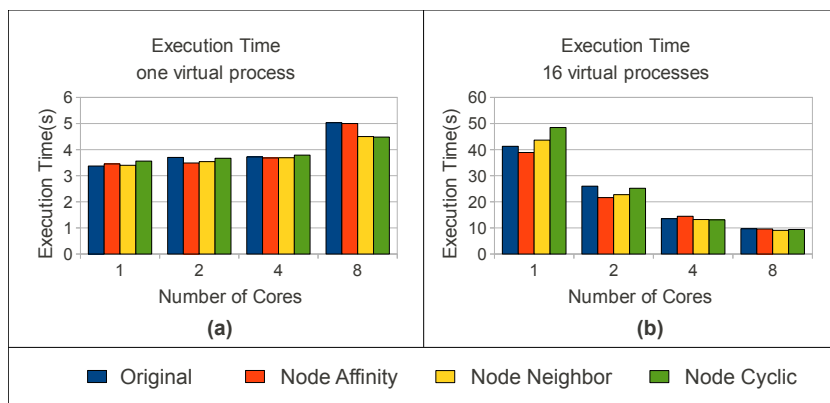 Execution Time
one virtual process
Execution Time(s)
6
5
4
3
2
1
0
1 2 4 8
Number of Cores
(a)
Execution Time
16 virtual processes
Execution Time(s)
60
50
40
30
20
10
0
1 2 4 8
Number of Cores
(b)
Original Node Affinity Node Neighbor Node Cyclic